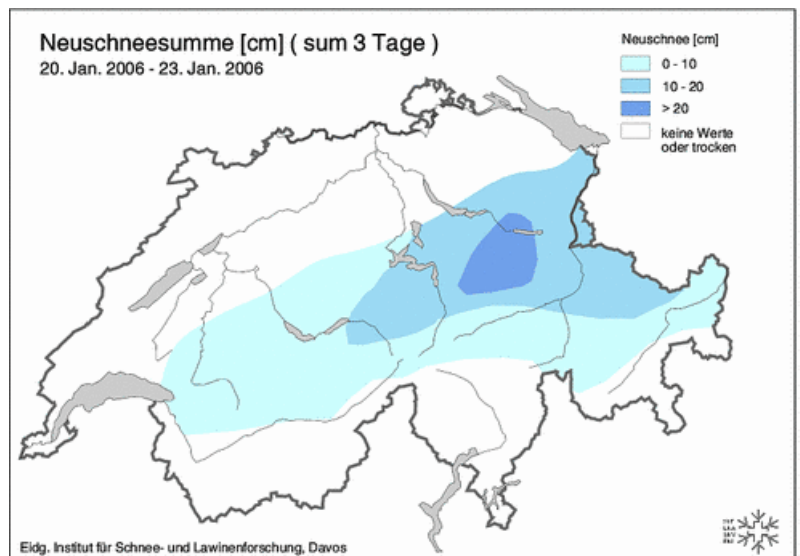 Neuschneesumme [cm] ( sum 3 Tage )
20. Jan. 2006 - 23. Jan. 2006
Neuschnee [cm]
0 - 10
10 - 20
> 20
keine Werte
oder trocken
Eidg. Institut für Schnee- und Lawinenforschung, Davos